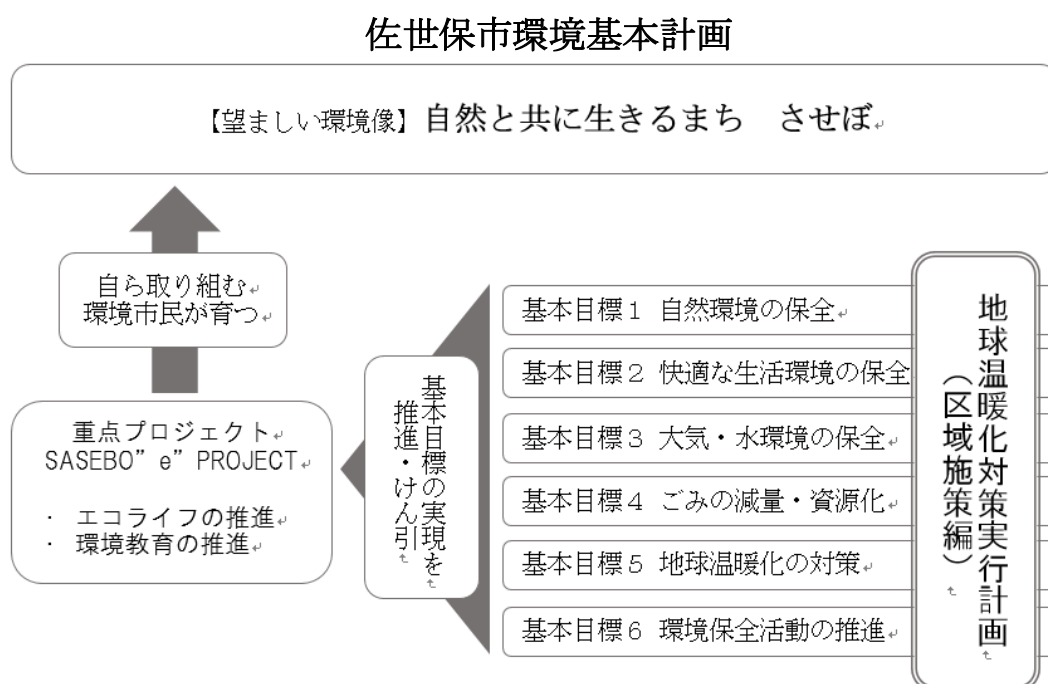 佐世保市環境基本計画
【望ましい環境像】自然と共に生きるまち　させぼ
自ら取り組む
環境市民が育つ
重点プロジェクト
SASEBO”e”PROJECT
・ エコライフの推進
・ 環境教育の推進
基本目標の実現を
推進・けん引
基本目標１ 自然環境の保全
基本目標２ 快適な生活環境の保全
基本目標３ 大気・水環境の保全
基本目標４ ごみの減量・資源化
基本目標５ 地球温暖化の対策
基本目標６ 環境保全活動の推進
地球温暖化対策実行計画
（区域施策編）